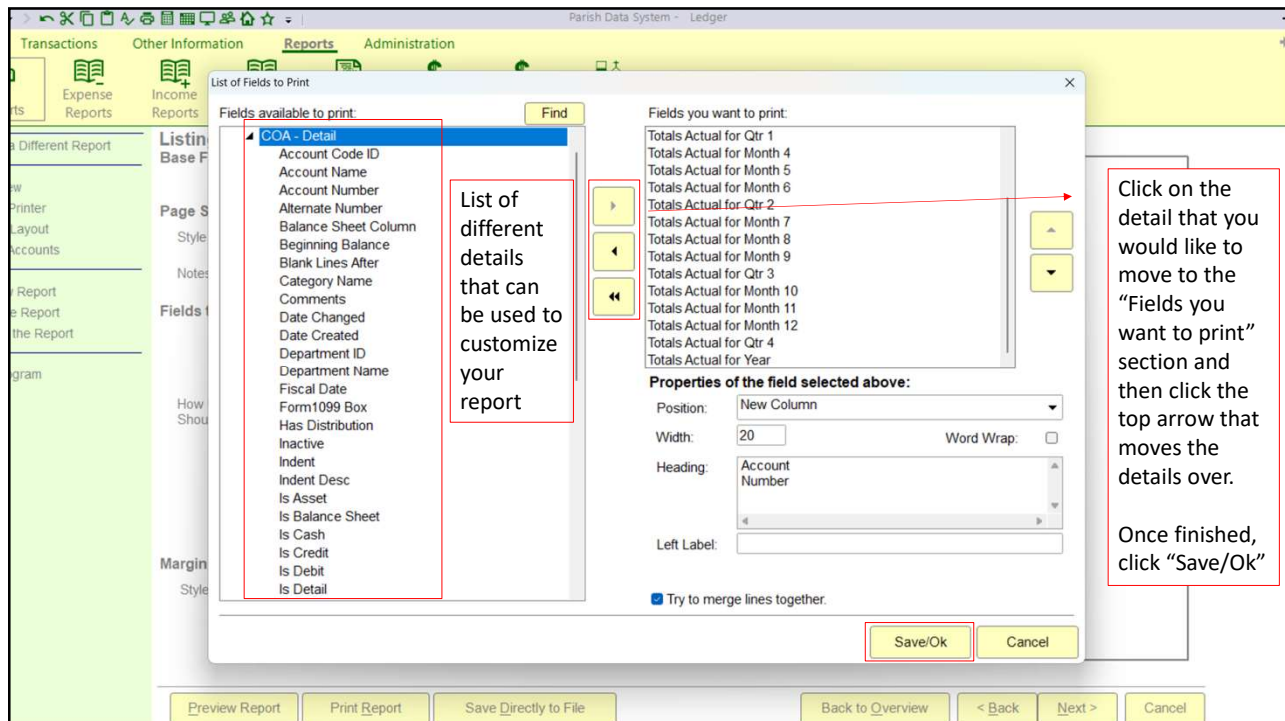 Parish Data System - Ledger
Transactions Other Information Reports Administration
Expense
Reports
Income
Reports
Different Report
Printer
Layout
Accounts
Report
Report
the Report
Listin
Base F
Page S
Style
Notes
Fields
How
Shou
Margin
Style
List of Fields to Print
Fields available to print:
Find
COA - Detail
Account Code ID
Account Name
Account Number
Alternate Number
Balance Sheet Column
Beginning Balance
Blank Lines After
Category Name
Comments
Date Changed
Date Created
Department ID
Department Name
Fiscal Date
Form1099 Box
Has Distribution
Inactive
Indent
Indent Desc
Is Asset
Is Balance Sheet
Is Cash
Is Credit
Is Debit
Is Detail
List of
different
details
that can
be used to
customize
your
report
Fields you want to print:
Totals Actual for Qtr 1
Totals Actual for Month 4
Totals Actual for Month 5
Totals Actual for Month 6
Totals Actual for Qtr 2
Totals Actual for Month 7
Totals Actual for Month 8
Totals Actual for Month 9
Totals Actual for Qtr 3
Totals Actual for Month 10
Totals Actual for Month 11
Totals Actual for Month 12
Totals Actual for Qtr 4
Totals Actual for Year
Properties of the field selected above:
Position: New Column
Width: 20 Word Wrap:
Heading: Account
Number
Left Label:
Try to merge lines together.
Save/Ok Cancel
Click on the
detail that you
would like to
move to the
“Fields you
want to print”
section and
then click the
top arrow that
moves the
details over.
Once finished,
click “Save/Ok”
Preview Report Print Report Save Directly to File Back to Overview < Back Next > Cancel